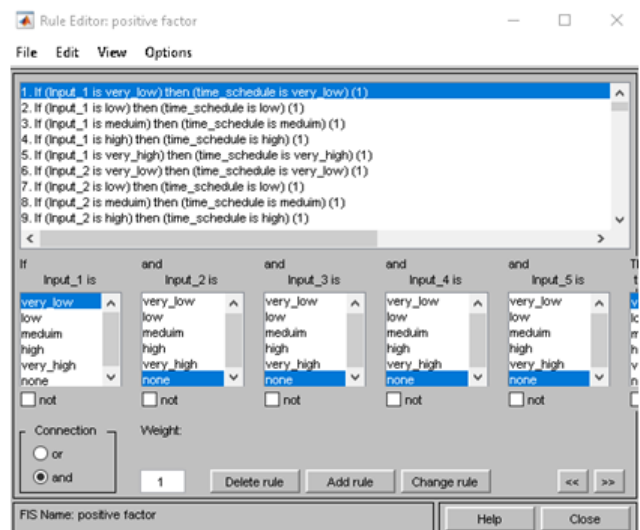 Rule Editor: positive factor
File Edit View Options
1. If (Input_1 is very_low) then (time_schedule is very_low) (1)
2. If (Input_1 is low) then (time_schedule is low) (1)
3. If (Input_1 is meduim) then (time_schedule is meduim) (1)
4. If (Input_1 is high) then (time_schedule is high) (1)
5. If (Input_1 is very_high) then (time_schedule is very_high) (1)
6. If (Input_2 is very_low) then (time_schedule is very_low) (1)
7. If (Input_2 is low) then (time_schedule is low) (1)
8. If (Input_2 is meduim) then (time_schedule is meduim) (1)
9. If (Input_2 is high) then (time_schedule is high) (1)
If and and and and
Input_1 is Input_2 is Input_3 is Input_4 is Input_5 is
very_low very_low very_low very_low very_low
low low low low low
meduim meduim meduim meduim meduim
high high high high high
very_high very_high very_high very_high very_high
none none none none none
not not not not not
Connection Weight:
or
and 1 Delete rule Add rule Change rule << >>
FIS Name: positive factor Help Close